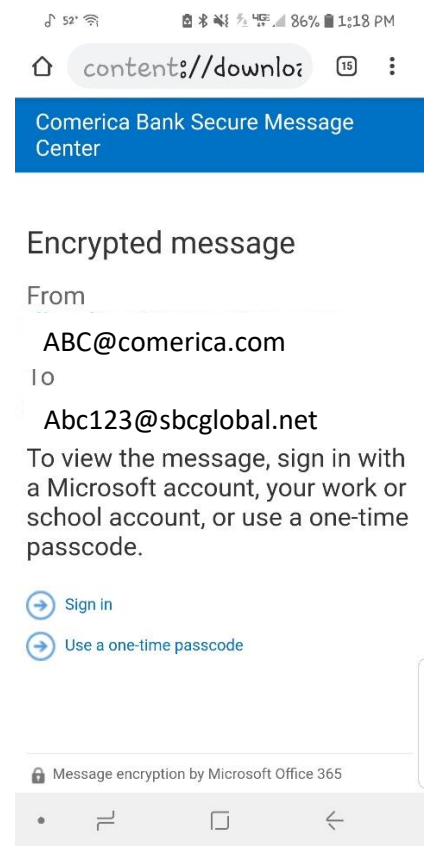 52° 4GE 86% 1:18 PM
content://downloa 15
Comerica Bank Secure Message
Center
Encrypted message
From
ABC@comerica.com
To
Abc123@sbcglobal.net
To view the message, sign in with
a Microsoft account, your work or
school account, or use a one-time
passcode.
Sign in
Use a one-time passcode
Message encryption by Microsoft Office 365